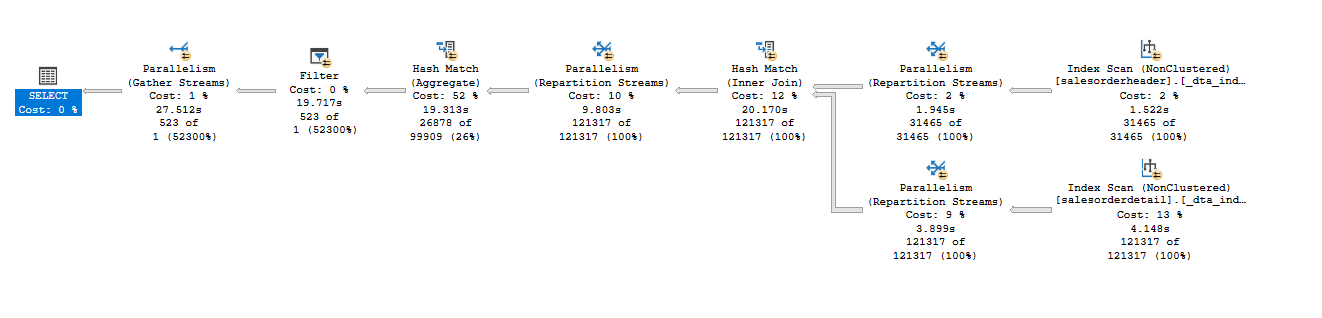 SELECT
Cost: 0 %
Parallelism
(Gather Streams)
Cost: 1 %
27.512s
523 of
1 (52300%)
Filter
Cost: 0 %
19.717s
523 of
1 (52300%)
Hash Match
(Aggregate)
Cost: 52 %
19.313s
26878 of
99909 (26%)
Parallelism
(Repartition Streams)
Cost: 10 %
9.803s
121317 of
121317 (100%)
Hash Match
(Inner Join)
Cost: 12 %
20.170s
121317 of
121317 (100%)
Parallelism
(Repartition Streams)
Cost: 2 %
1.945s
31465 of
31465 (100%)
Index Scan (NonClustered)
[salesorderheader].[_dta_ind…
Cost: 2 %
1.522s
31465 of
31465 (100%)
Parallelism
(Repartition Streams)
Cost: 9 %
3.899s
121317 of
121317 (100%)
Index Scan (NonClustered)
[salesorderdetail].[_dta_ind…
Cost: 13 %
4.148s
121317 of
121317 (100%)